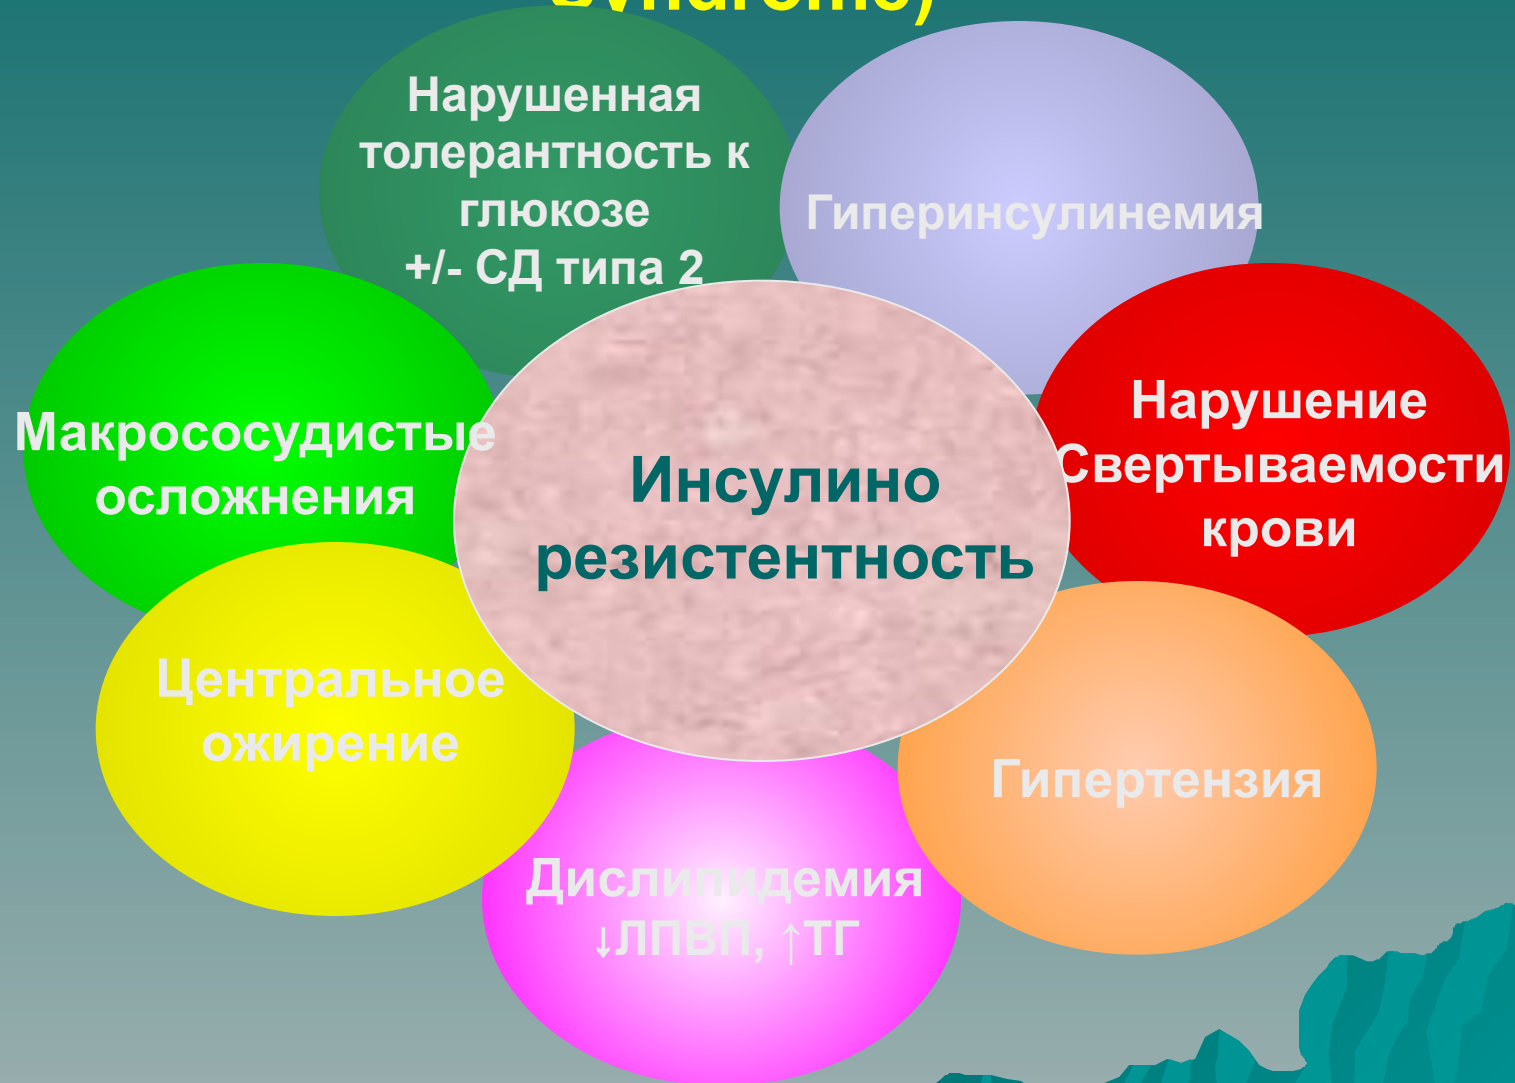 Syndrome)
Нарушенная
толерантность к
глюкозе
+/- СД типа 2
Гиперинсулинемия
Макрососудистые
осложнения
Инсулино
резистентность
Нарушение
Свертываемости
крови
Центральное
ожирение
Гипертензия
Дислипидемия
↓ЛПВП, ↑ТГ